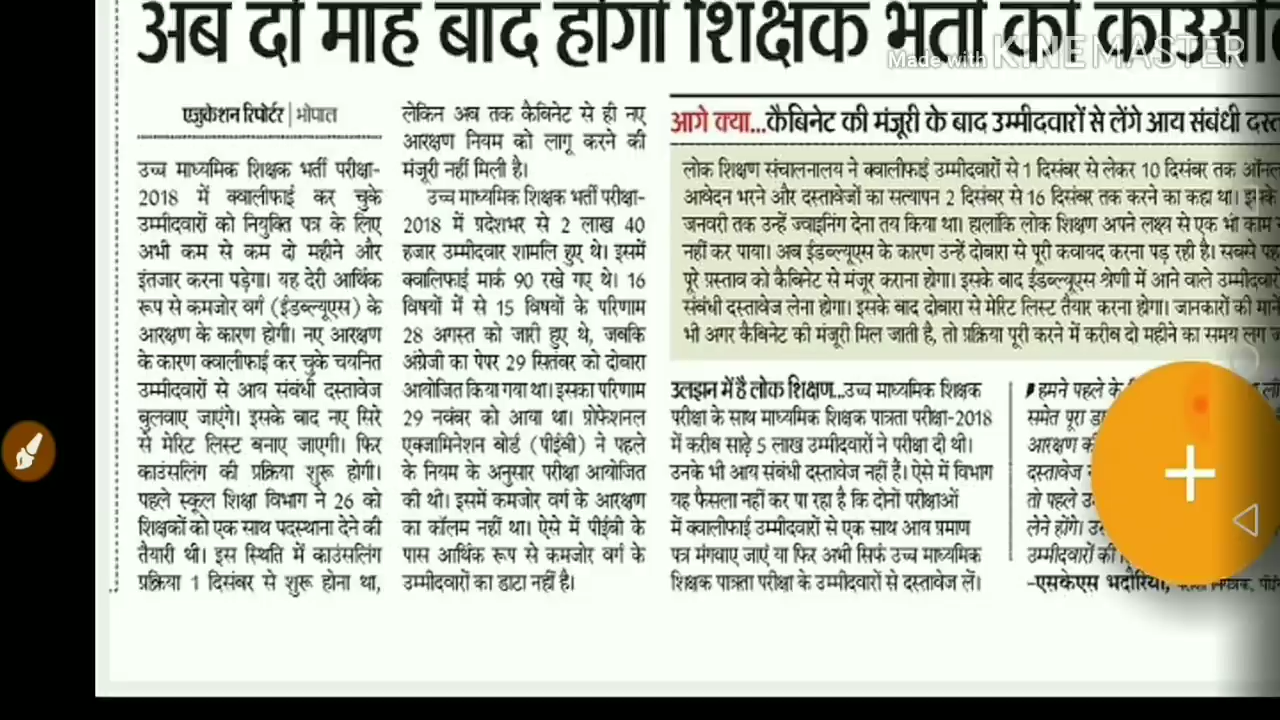 अब दो माह बाद होगी शिक्षक भर्ती की
Made with KINEMASTER
एजुकेशन रिपोर्टर | भोपाल
उच्च माध्यमिक शिक्षक भर्ती परीक्षा-
2018 में क्वालीफाई कर चुके
उम्मीदवारों को नियुक्ति पत्र के लिए
अभी कम से कम दो महीने और
इंतजार करना पड़ेगा। यह देरी आर्थिक
रूप से कमजोर वर्ग (ईडब्ल्यूएस) के
आरक्षण के कारण होगी। नए आरक्षण
के कारण क्वालीफाई कर चुके चयनित
उम्मीदवारों से आय संबंधी दस्तावेज
बुलवाए जाएंगे। इसके बाद नए सिरे
से मेरिट लिस्ट बनाए जाएगी। फिर
काउंसलिंग की प्रक्रिया शुरू होगी।
पहले स्कूल शिक्षा विभाग ने 26 को
शिक्षकों को एक साथ पदस्थाना देने की
तैयारी थी। इस स्थिति में काउंसलिंग
प्रक्रिया 1 दिसंबर से शुरू होना था,
लेकिन अब तक कैबिनेट से ही नए
आरक्षण नियम को लागू करने की
मंजूरी नहीं मिली है।
उच्च माध्यमिक शिक्षक भर्ती परीक्षा-
2018 में प्रदेशभर से 2 लाख 40
हजार उम्मीदवार शामलि हुए थे। इसमें
क्वालिफाई मार्क 90 रखे गए थे। 16
विषयों में से 15 विषयों के परिणाम
28 अगस्त को जारी हुए थे, जबकि
अंग्रेजी का पेपर 29 सितंबर को दोबारा
आयोजित किया गया था। इसका परिणाम
29 नवंबर को आया था। प्रोफेशनल
एक्जामिनेशन बोर्ड (पीईबी) ने पहले
के नियम के अनुसार परीक्षा आयोजित
की थी। इसमें कमजोर वर्ग के आरक्षण
का कॉलम नहीं था। ऐसे में पीईबी के
पास आर्थिक रूप से कमजोर वर्ग के
उम्मीदवारों का डाटा नहीं है।
आगे क्या...कैबिनेट की मंजूरी के बाद उम्मीदवारों से लेंगे आय संबंधी
लोक शिक्षण संचालनालय ने क्वालीफाई उम्मीदवारों से 1 दिसंबर से लेकर 10 दिसंबर तक
आवेदन भरने और दस्तावेजों का सत्यापन 2 दिसंबर से 16 दिसंबर तक करने का कहा था। इसके
जनवरी तक उन्हें ज्वाइनिंग देना तय किया था। हालांकि लोक शिक्षण अपने लक्ष्य से एक भी काम
नहीं कर पाया। अब ईडब्ल्यूएस के कारण उन्हें दोबारा से पूरी कवायद करना पड़ रही है। सबसे
पूरे प्रस्ताव को कैबिनेट से मंजूर कराना होगा। इसके बाद ईडब्ल्यूएस श्रेणी में आने वाले
संबंधी दस्तावेज लेना होगा। इसके बाद दोबारा से मेरिट लिस्ट तैयार करना होगा। जानकारों की
भी अगर कैबिनेट की मंजूरी मिल जाती है, तो प्रक्रिया पूरी करने में करीब दो महीने का समय लग
उलझन में है लोक शिक्षण...उच्च माध्यमिक शिक्षक
परीक्षा के साथ माध्यमिक शिक्षक पात्रता परीक्षा-2018
में करीब साढ़े 5 लाख उम्मीदवारों ने परीक्षा दी थी।
उनके भी आय संबंधी दस्तावेज नहीं है। ऐसे में विभाग
यह फैसला नहीं कर पा रहा है कि दोनों परीक्षाओं
में क्वालीफाई उम्मीदवारों से एक साथ आय प्रमाण
पत्र मंगवाए जाएं या फिर अभी सिर्फ उच्च माध्यमिक
शिक्षक पात्रता परीक्षा के उम्मीदवारों से दस्तावेज लें।
हमने पहले के
समेत पूरा
आरक्षण
दस्तावेज
तो पहले
लेने होंगे।
उम्मीदवारों की
-एसकेएस भदौरिया,